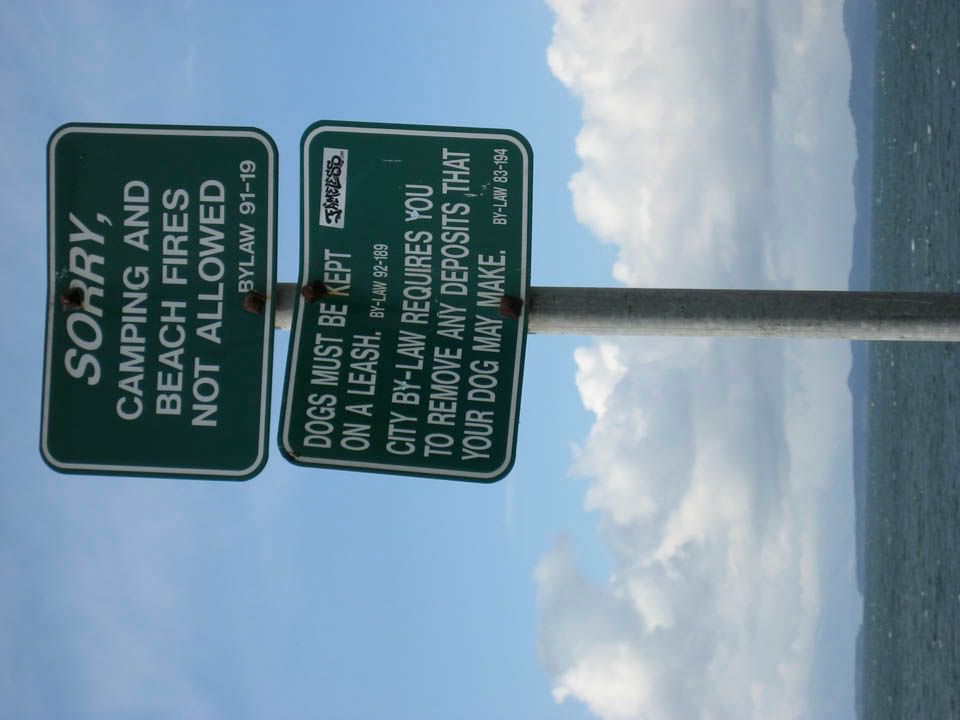 SORRY,
CAMPING AND
BEACH FIRES
NOT ALLOWED
BYLAW 91-19
DOGS MUST BE KEPT
ON A LEASH. BY-LAW 92-189
CITY BY-LAW REQUIRES YOU
TO REMOVE ANY DEPOSITS THAT
YOUR DOG MAY MAKE. BY-LAW 83-194